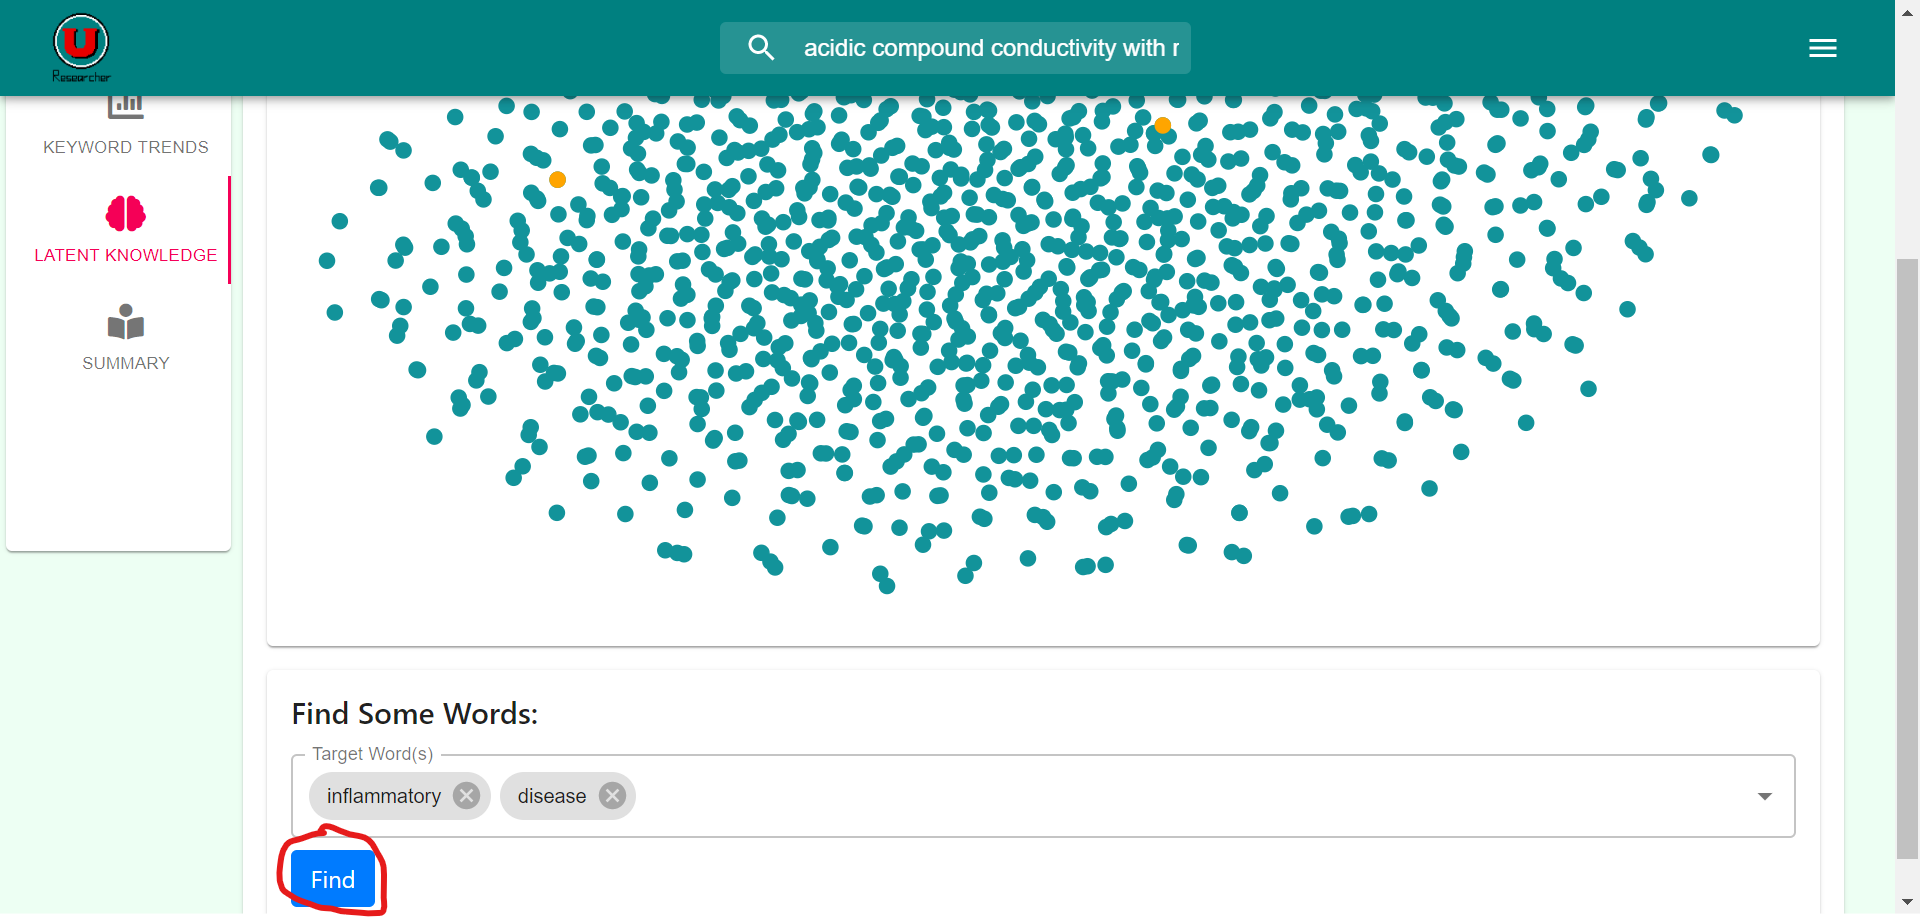 U
Researcher
acidic compound conductivity with r
KEYWORD TRENDS
LATENT KNOWLEDGE
SUMMARY
Find Some Words:
Target Word(s)
inflammatory disease
Find